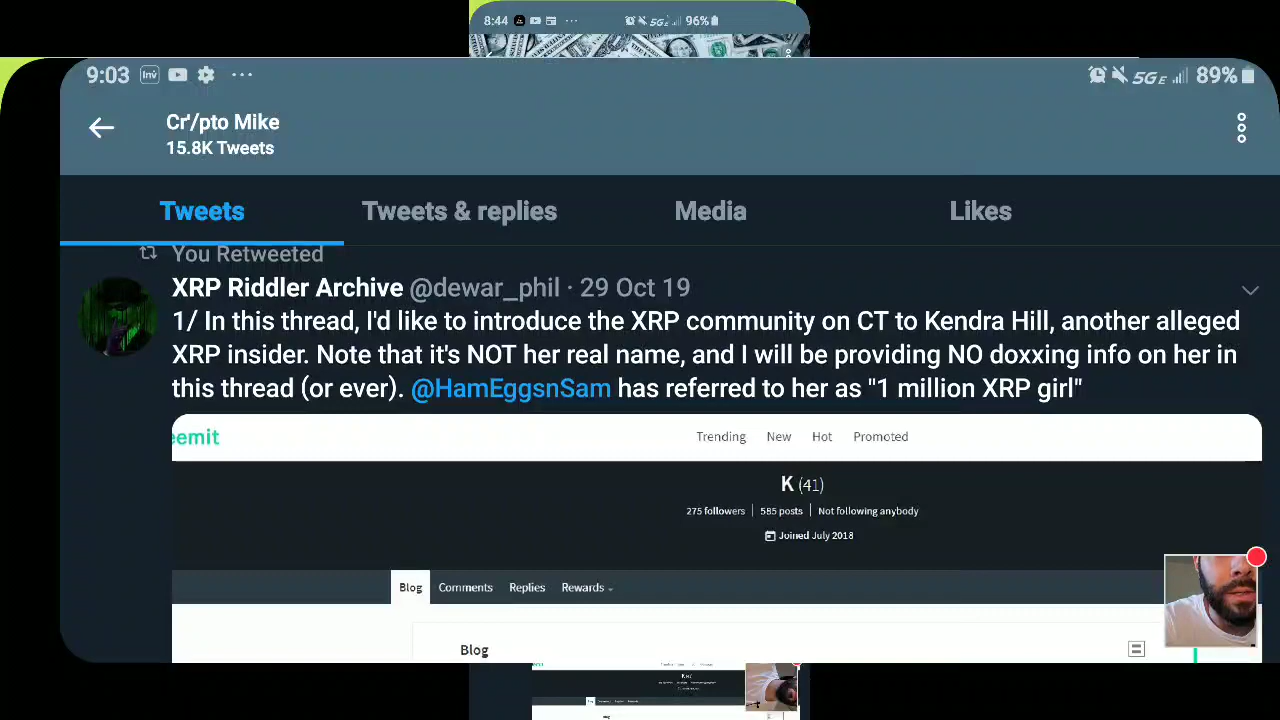 8:44 ... 5GE 96%
9:03 Inv ... 5GE 89%
Cr'/pto Mike
15.8K Tweets
Tweets Tweets & replies Media Likes
You Retweeted
XRP Riddler Archive @dewar_phil · 29 Oct 19
1/ In this thread, I'd like to introduce the XRP community on CT to Kendra Hill, another alleged
XRP insider. Note that it's NOT her real name, and I will be providing NO doxxing info on her in
this thread (or ever). @HamEggsnSam has referred to her as "1 million XRP girl"
eemit Trending New Hot Promoted
K (41)
275 followers 585 posts Not following anybody
Joined July 2018
Blog Comments Replies Rewards
Blog